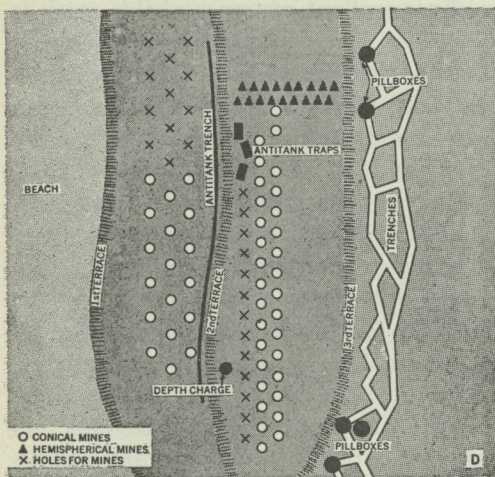 PILLBOXES
ANTITANK TRENCH
ANTITANK TRAPS
BEACH
TRENCHES
1st TERRACE
2nd TERRACE
3rd TERRACE
DEPTH CHARGE
PILLBOXES
O CONICAL MINES
▲ HEMISPHERICAL MINES
X HOLES FOR MINES
D